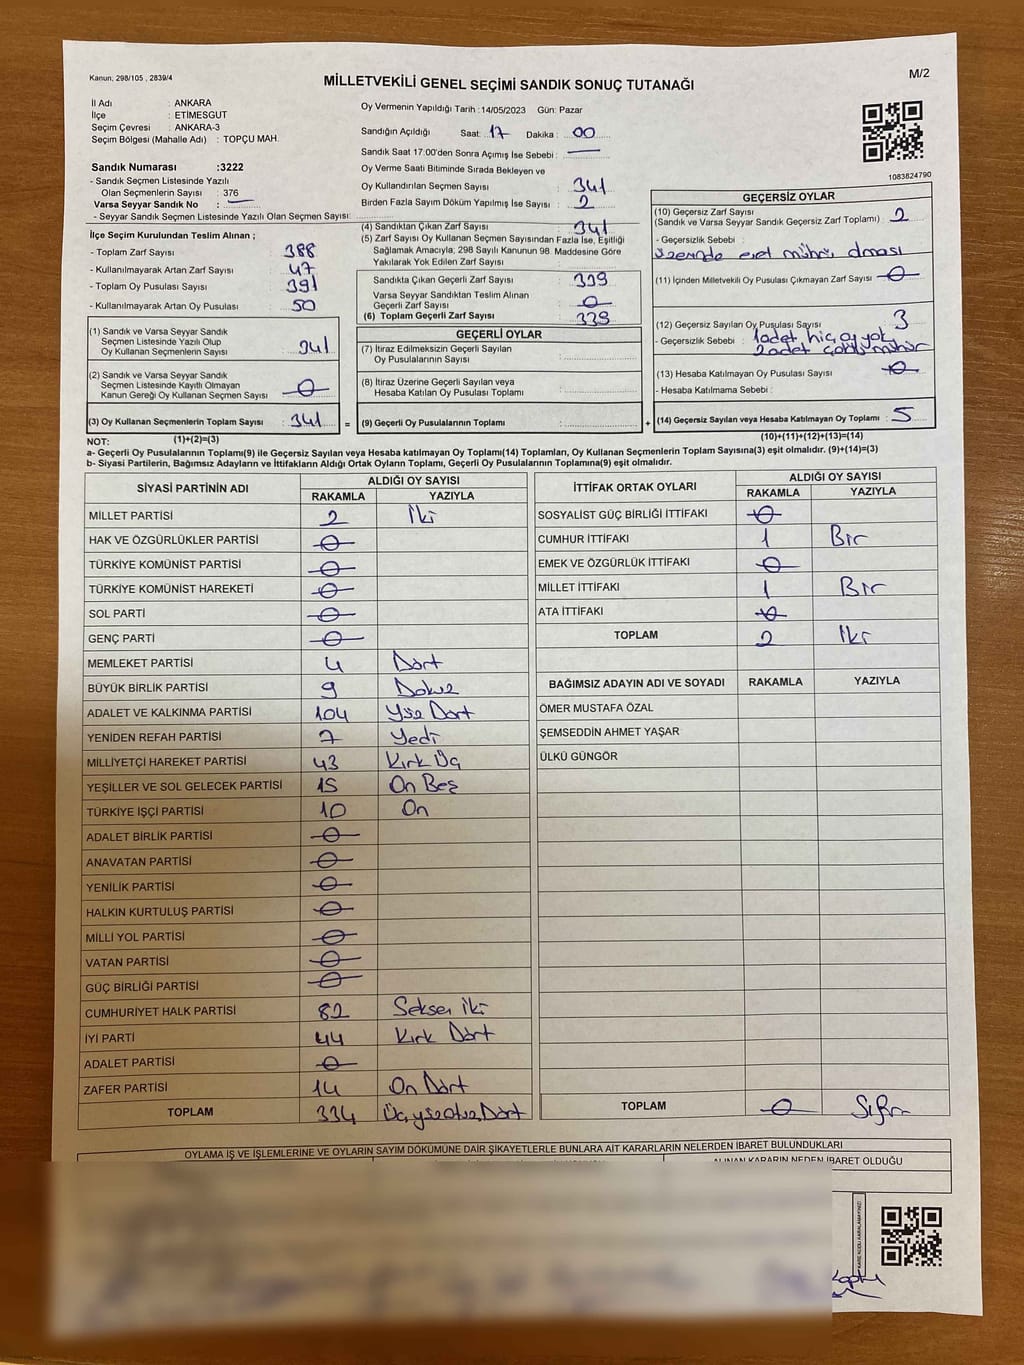 Kanun; 298/105 , 2839/4
M/2
MİLLETVEKİLİ GENEL SEÇİMİ SANDIK SONUÇ TUTANAĞI
İl Adı : ANKARA
İlçe : ETİMESGUT
Seçim Çevresi : ANKARA-3
Seçim Bölgesi (Mahalle Adı) : TOPÇU MAH.
Sandık Numarası :3222
- Sandık Seçmen Listesinde Yazılı
Olan Seçmenlerin Sayısı : 376
Varsa Seyyar Sandık No : —
- Seyyar Sandık Seçmen Listesinde Yazılı Olan Seçmen Sayısı:
Oy Vermenin Yapıldığı Tarih : 14/05/2023 Gün: Pazar
Sandığın Açıldığı Saat : 17 Dakika : 00
Sandık Saat 17:00'den Sonra Açımış İse Sebebi : —
Oy Verme Saati Bitiminde Sırada Bekleyen ve
Oy Kullandırılan Seçmen Sayısı : 341
Birden Fazla Sayım Döküm Yapılmış İse Sayısı : 2
1083824790
İlçe Seçim Kurulundan Teslim Alınan ;
- Toplam Zarf Sayısı : 388
- Kullanılmayarak Artan Zarf Sayısı : 47
- Toplam Oy Pusulası Sayısı : 391
- Kullanılmayarak Artan Oy Pusulası : 50
(1) Sandık ve Varsa Seyyar Sandık
Seçmen Listesinde Yazılı Olup
Oy Kullanan Seçmenlerin Sayısı : 341
(2) Sandık ve Varsa Seyyar Sandık
Seçmen Listesinde Kayıtlı Olmayan
Kanun Gereği Oy Kullanan Seçmen Sayısı : 0
(3) Oy Kullanan Seçmenlerin Toplam Sayısı : 341 =
(1)+(2)=(3)
(4) Sandıktan Çıkan Zarf Sayısı : 341
(5) Zarf Sayısı Oy Kullanan Seçmen Sayısından Fazla İse, Eşitliği
Sağlamak Amacıyla, 298 Sayılı Kanunun 98. Maddesine Göre
Yakılarak Yok Edilen Zarf Sayısı :
Sandıkta Çıkan Geçerli Zarf Sayısı : 339
Varsa Seyyar Sandıktan Teslim Alınan
Geçerli Zarf Sayısı : 0
(6) Toplam Geçerli Zarf Sayısı : 339
GEÇERLİ OYLAR
(7) İtiraz Edilmeksizin Geçerli Sayılan
Oy Pusulalarının Sayısı :
(8) İtiraz Üzerine Geçerli Sayılan veya
Hesaba Katılan Oy Pusulası Toplamı :
(9) Geçerli Oy Pusulalarının Toplamı : +
GEÇERSİZ OYLAR
(10) Geçersiz Zarf Sayısı
(Sandık ve Varsa Seyyar Sandık Geçersiz Zarf Toplamı) : 2
- Geçersizlik Sebebi :
üzerinde evet mührü olması
(11) İçinden Milletvekili Oy Pusulası Çıkmayan Zarf Sayısı : 0
(12) Geçersiz Sayılan Oy Pusulası Sayısı : 3
- Geçersizlik Sebebi : 1 adet hiç oy yok
2 adet çoklu mühür
(13) Hesaba Katılmayan Oy Pusulası Sayısı : 0
- Hesaba Katılmama Sebebi :
(14) Geçersiz Sayılan veya Hesaba Katılmayan Oy Toplamı : 5
(10)+(11)+(12)+(13)=(14)
NOT:
a- Geçerli Oy Pusulalarının Toplamı(9) ile Geçersiz Sayılan veya Hesaba katılmayan Oy Toplamı(14) Toplamları, Oy Kullanan Seçmenlerin Toplam Sayısına(3) eşit olmalıdır. (9)+(14)=(3)
b- Siyasi Partilerin, Bağımsız Adayların ve İttifakların Aldığı Ortak Oyların Toplamı, Geçerli Oy Pusulalarının Toplamına(9) eşit olmalıdır.
SİYASİ PARTİNİN ADI ALDIĞI OY SAYISI
RAKAMLA YAZIYLA
MİLLET PARTİSİ 2 İki
HAK VE ÖZGÜRLÜKLER PARTİSİ 0
TÜRKİYE KOMÜNİST PARTİSİ 0
TÜRKİYE KOMÜNİST HAREKETİ 0
SOL PARTİ 0
GENÇ PARTİ 0
MEMLEKET PARTİSİ 4 Dört
BÜYÜK BİRLİK PARTİSİ 9 Dokuz
ADALET VE KALKINMA PARTİSİ 104 Yüz Dört
YENİDEN REFAH PARTİSİ 7 Yedi
MİLLİYETÇİ HAREKET PARTİSİ 43 Kırk Üç
YEŞİLLER VE SOL GELECEK PARTİSİ 15 On Beş
TÜRKİYE İŞÇİ PARTİSİ 10 On
ADALET BİRLİK PARTİSİ 0
ANAVATAN PARTİSİ 0
YENİLİK PARTİSİ 0
HALKIN KURTULUŞ PARTİSİ 0
MİLLİ YOL PARTİSİ 0
VATAN PARTİSİ 0
GÜÇ BİRLİĞİ PARTİSİ 0
CUMHURİYET HALK PARTİSİ 82 Seksen İki
İYİ PARTİ 44 Kırk Dört
ADALET PARTİSİ 0
ZAFER PARTİSİ 14 On Dört
TOPLAM 334 Üçyüzotuz Dört
İTTİFAK ORTAK OYLARI ALDIĞI OY SAYISI
RAKAMLA YAZIYLA
SOSYALİST GÜÇ BİRLİĞİ İTTİFAKI 0
CUMHUR İTTİFAKI 1 Bir
EMEK VE ÖZGÜRLÜK İTTİFAKI 0
MİLLET İTTİFAKI 1 Bir
ATA İTTİFAKI 0
TOPLAM 2 İki
BAĞIMSIZ ADAYIN ADI VE SOYADI RAKAMLA YAZIYLA
ÖMER MUSTAFA ÖZAL
ŞEMSEDDİN AHMET YAŞAR
ÜLKÜ GÜNGÖR
TOPLAM 0 Sıfır
OYLAMA İŞ VE İŞLEMLERİNE VE OYLARIN SAYIM DÖKÜMÜNE DAİR ŞİKAYETLERLE BUNLARA AİT KARARLARIN NELERDEN İBARET BULUNDUKLARI
ALINAN KARARIN NEDEN İBARET OLDUĞU